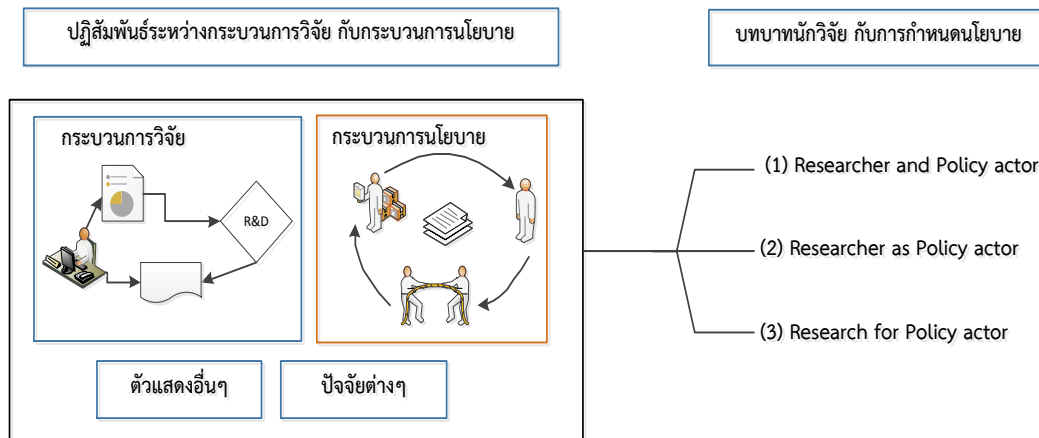 ปฏิสัมพันธ์ระหว่างกระบวนการวิจัย กับกระบวนการนโยบาย
บทบาทนักวิจัย กับการกำหนดนโยบาย
กระบวนการวิจัย
กระบวนการนโยบาย
R&D
(1) Researcher and Policy actor
(2) Researcher as Policy actor
(3) Research for Policy actor
ตัวแสดงอื่นๆ
ปัจจัยต่างๆ